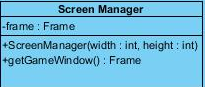 Screen Manager
-frame : Frame
+ScreenManager(width : int, height : int)
+getGameWindow() : Frame